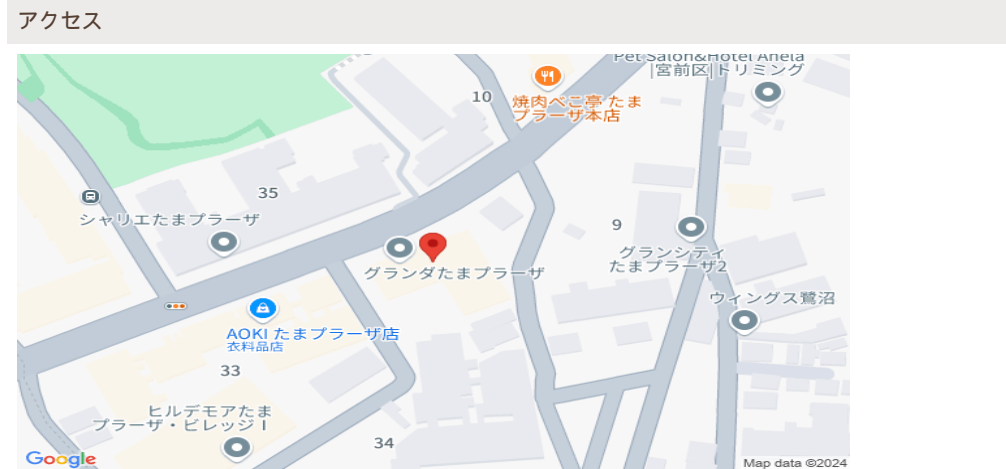 アクセス
Pet Salon&Hotel Anela
|宮前区|トリミング
10
焼肉べこ亭 たま
プラーザ本店
35
シャリエたまプラーザ
9
グランシティ
たまプラーザ2
グランダたまプラーザ
ウィングス鷺沼
AOKI たまプラーザ店
衣料品店
33
ヒルデモアたま
プラーザ・ビレッジ I
34
Google
Map data ©2024